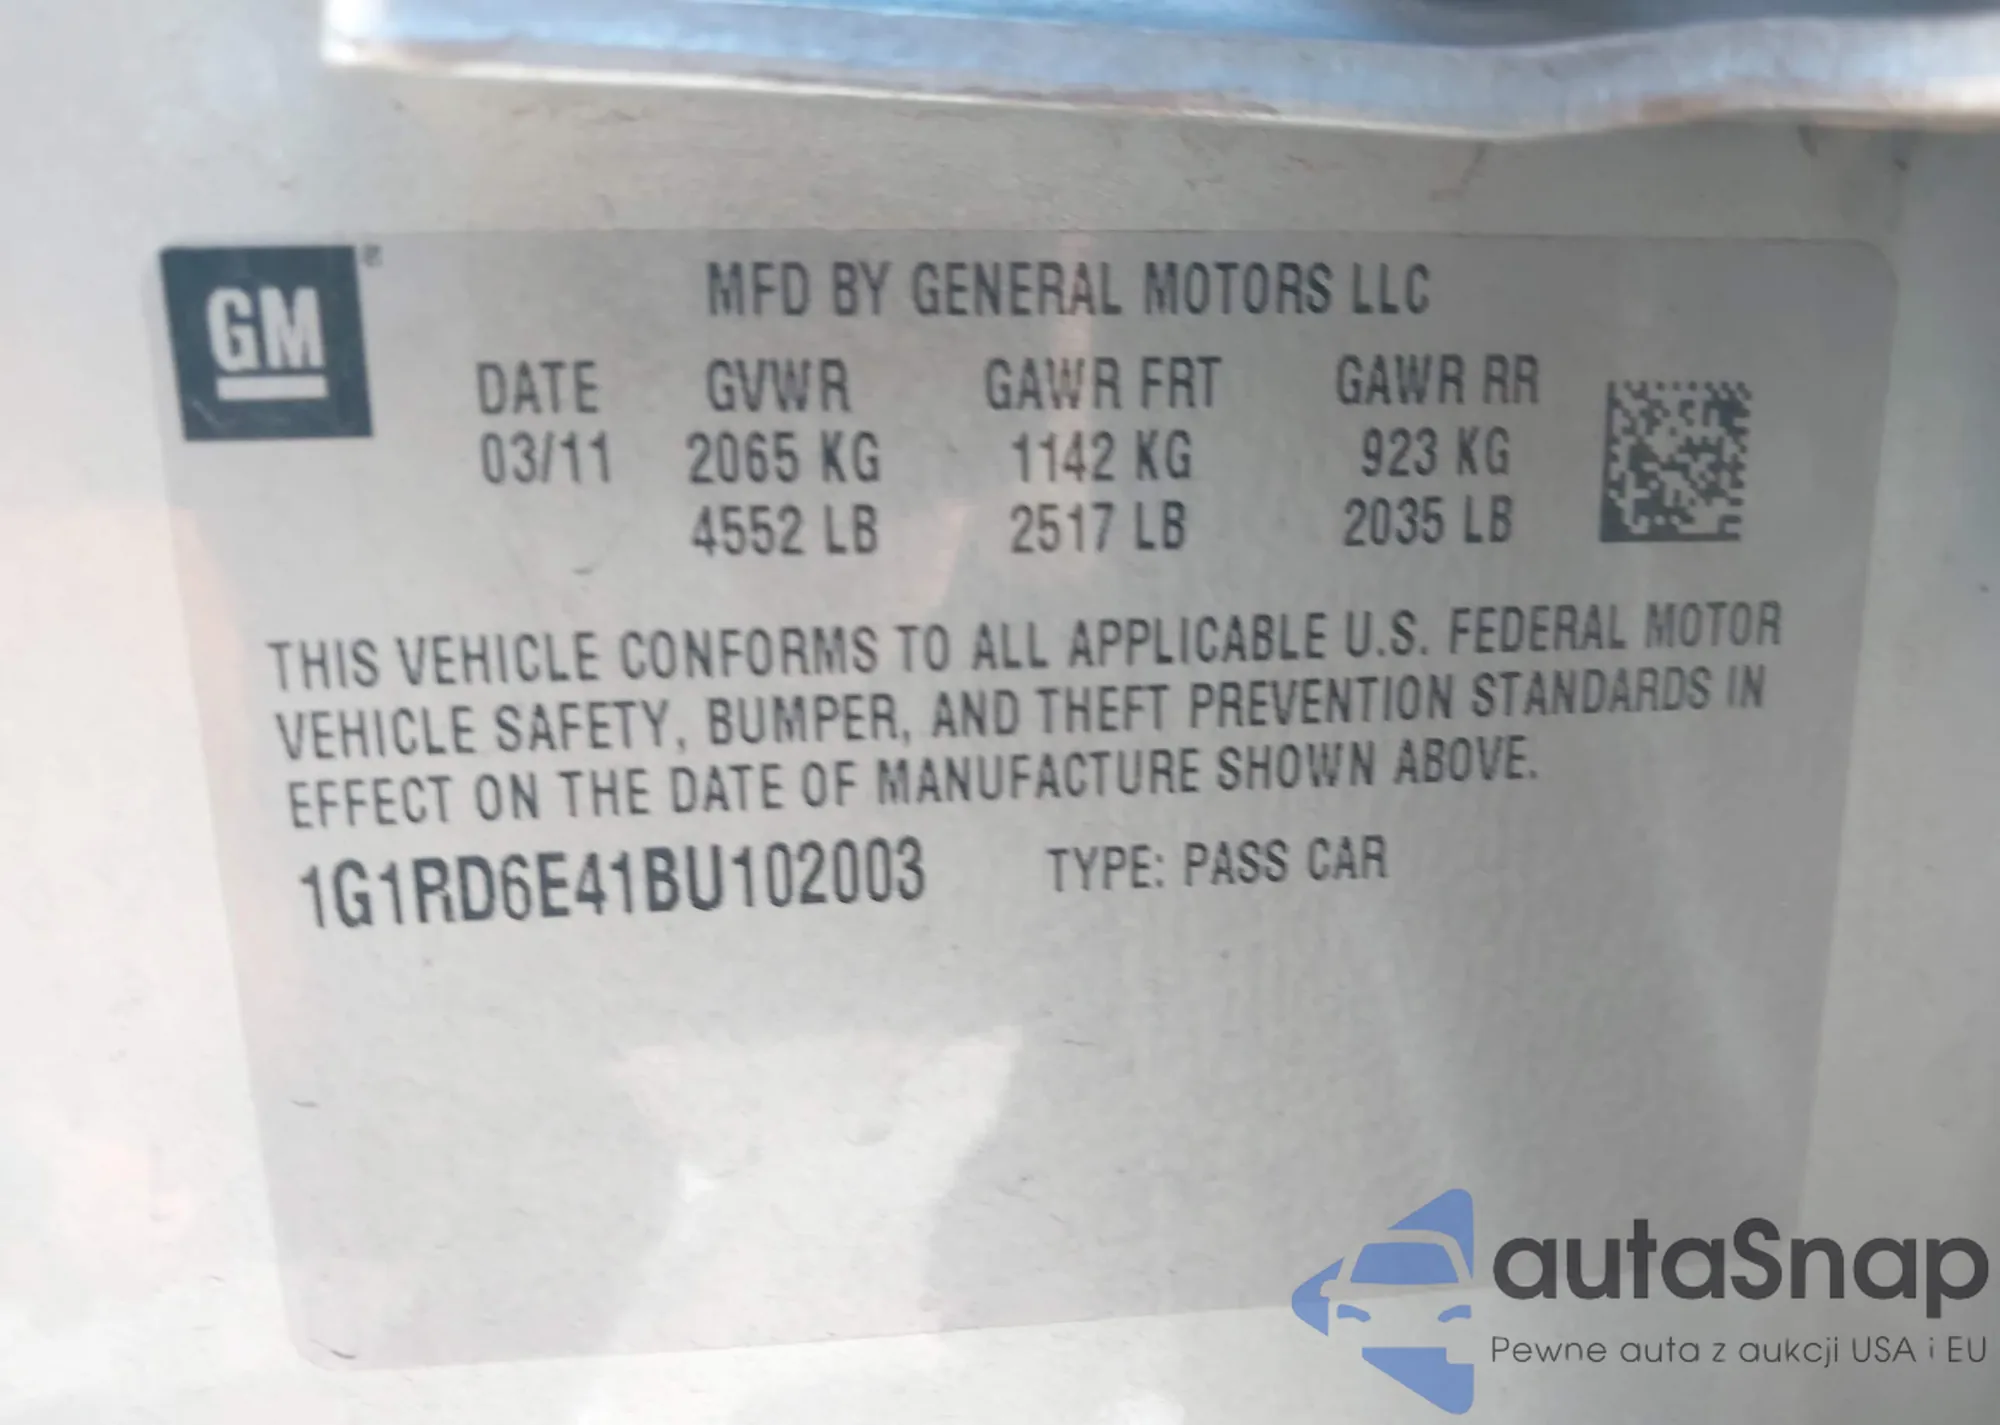 GM
MFD BY GENERAL MOTORS LLC
DATE GVWR GAWR FRT GAWR RR
03/11 2065 KG 1142 KG 923 KG
4552 LB 2517 LB 2035 LB
THIS VEHICLE CONFORMS TO ALL APPLICABLE U.S. FEDERAL MOTOR
VEHICLE SAFETY, BUMPER, AND THEFT PREVENTION STANDARDS IN
EFFECT ON THE DATE OF MANUFACTURE SHOWN ABOVE.
1G1RD6E41BU102003 TYPE: PASS CAR
autaSnap
Pewne auta z aukcji USA i EU